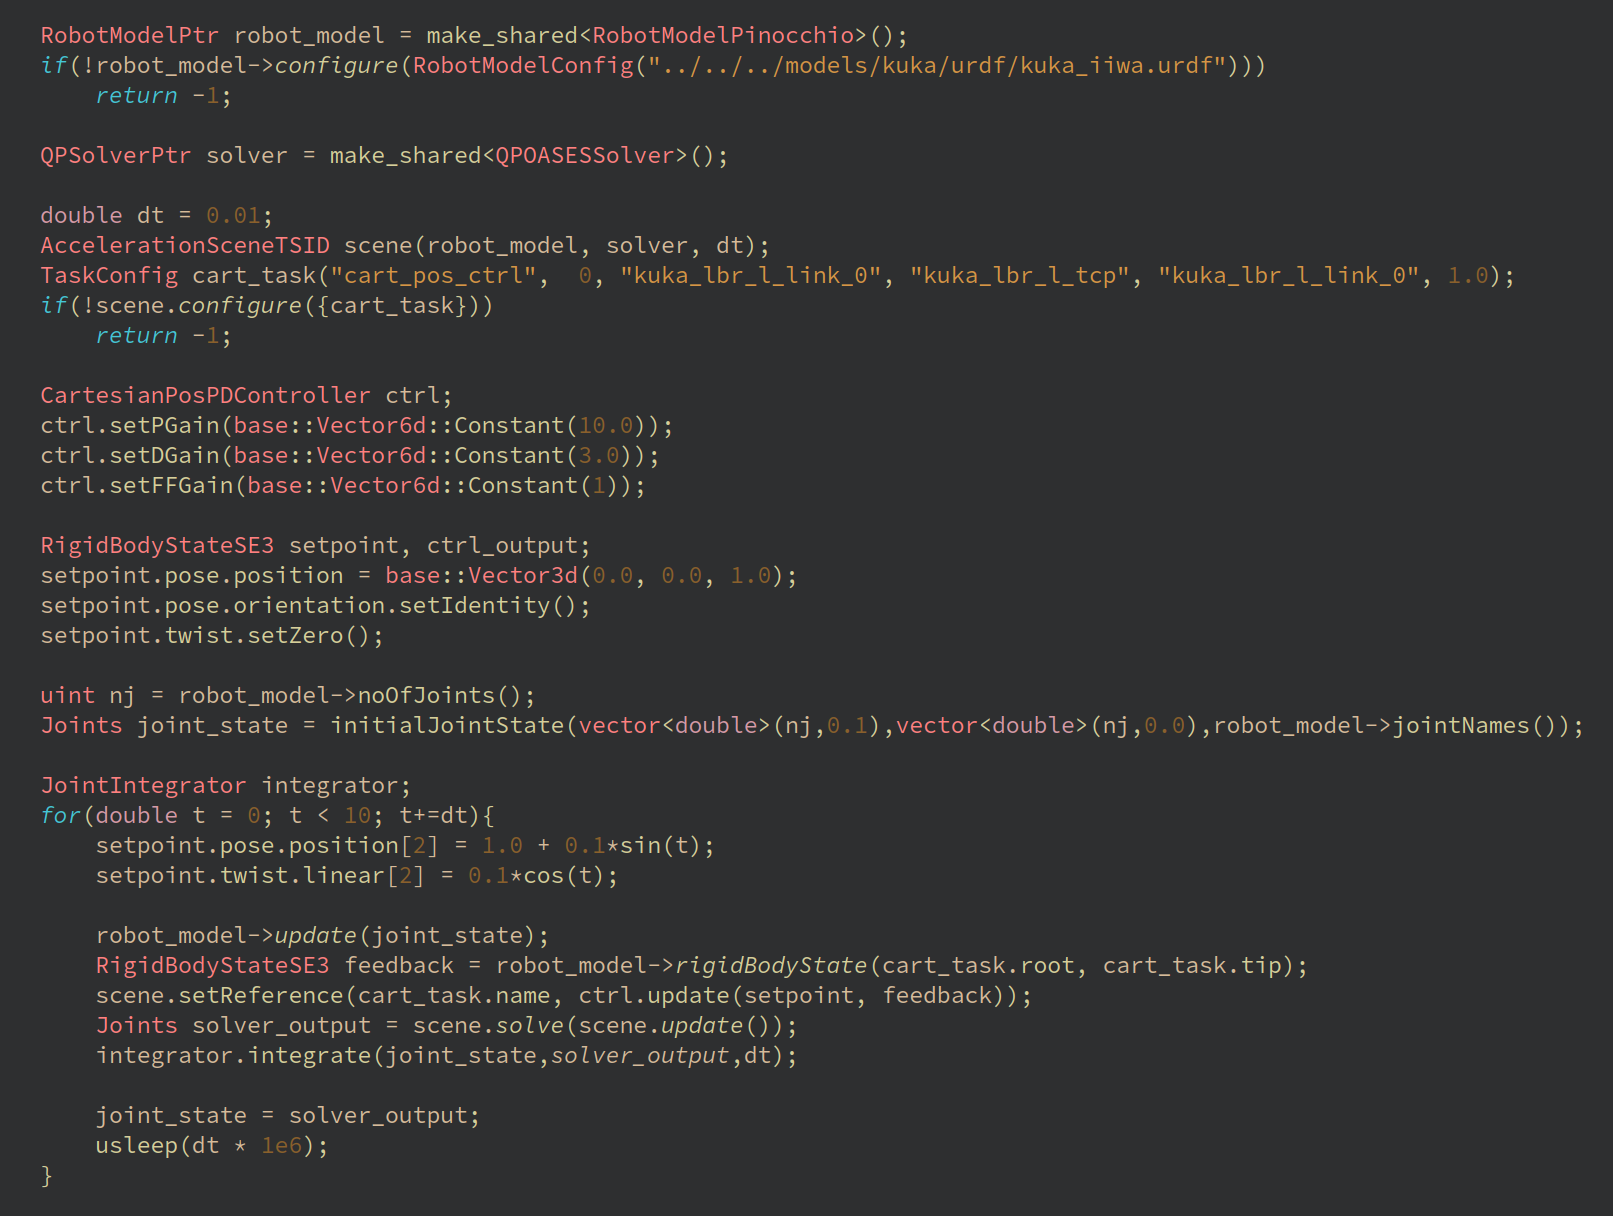 RobotModelPtr robot_model = make_shared<RobotModelPinocchio>();
if(!robot_model->configure(RobotModelConfig("../../../models/kuka/urdf/kuka_iiwa.urdf")))
    return -1;

QPSolverPtr solver = make_shared<QPOASESSolver>();

double dt = 0.01;
AccelerationSceneTSID scene(robot_model, solver, dt);
TaskConfig cart_task("cart_pos_ctrl",  0, "kuka_lbr_l_link_0", "kuka_lbr_l_tcp", "kuka_lbr_l_link_0", 1.0);
if(!scene.configure({cart_task}))
    return -1;

CartesianPosPDController ctrl;
ctrl.setPGain(base::Vector6d::Constant(10.0));
ctrl.setDGain(base::Vector6d::Constant(3.0));
ctrl.setFFGain(base::Vector6d::Constant(1));

RigidBodyStateSE3 setpoint, ctrl_output;
setpoint.pose.position = base::Vector3d(0.0, 0.0, 1.0);
setpoint.pose.orientation.setIdentity();
setpoint.twist.setZero();

uint nj = robot_model->noOfJoints();
Joints joint_state = initialJointState(vector<double>(nj,0.1),vector<double>(nj,0.0),robot_model->jointNames());

JointIntegrator integrator;
for(double t = 0; t < 10; t+=dt){
    setpoint.pose.position[2] = 1.0 + 0.1*sin(t);
    setpoint.twist.linear[2] = 0.1*cos(t);

    robot_model->update(joint_state);
    RigidBodyStateSE3 feedback = robot_model->rigidBodyState(cart_task.root, cart_task.tip);
    scene.setReference(cart_task.name, ctrl.update(setpoint, feedback));
    Joints solver_output = scene.solve(scene.update());
    integrator.integrate(joint_state,solver_output,dt);

    joint_state = solver_output;
    usleep(dt * 1e6);
}